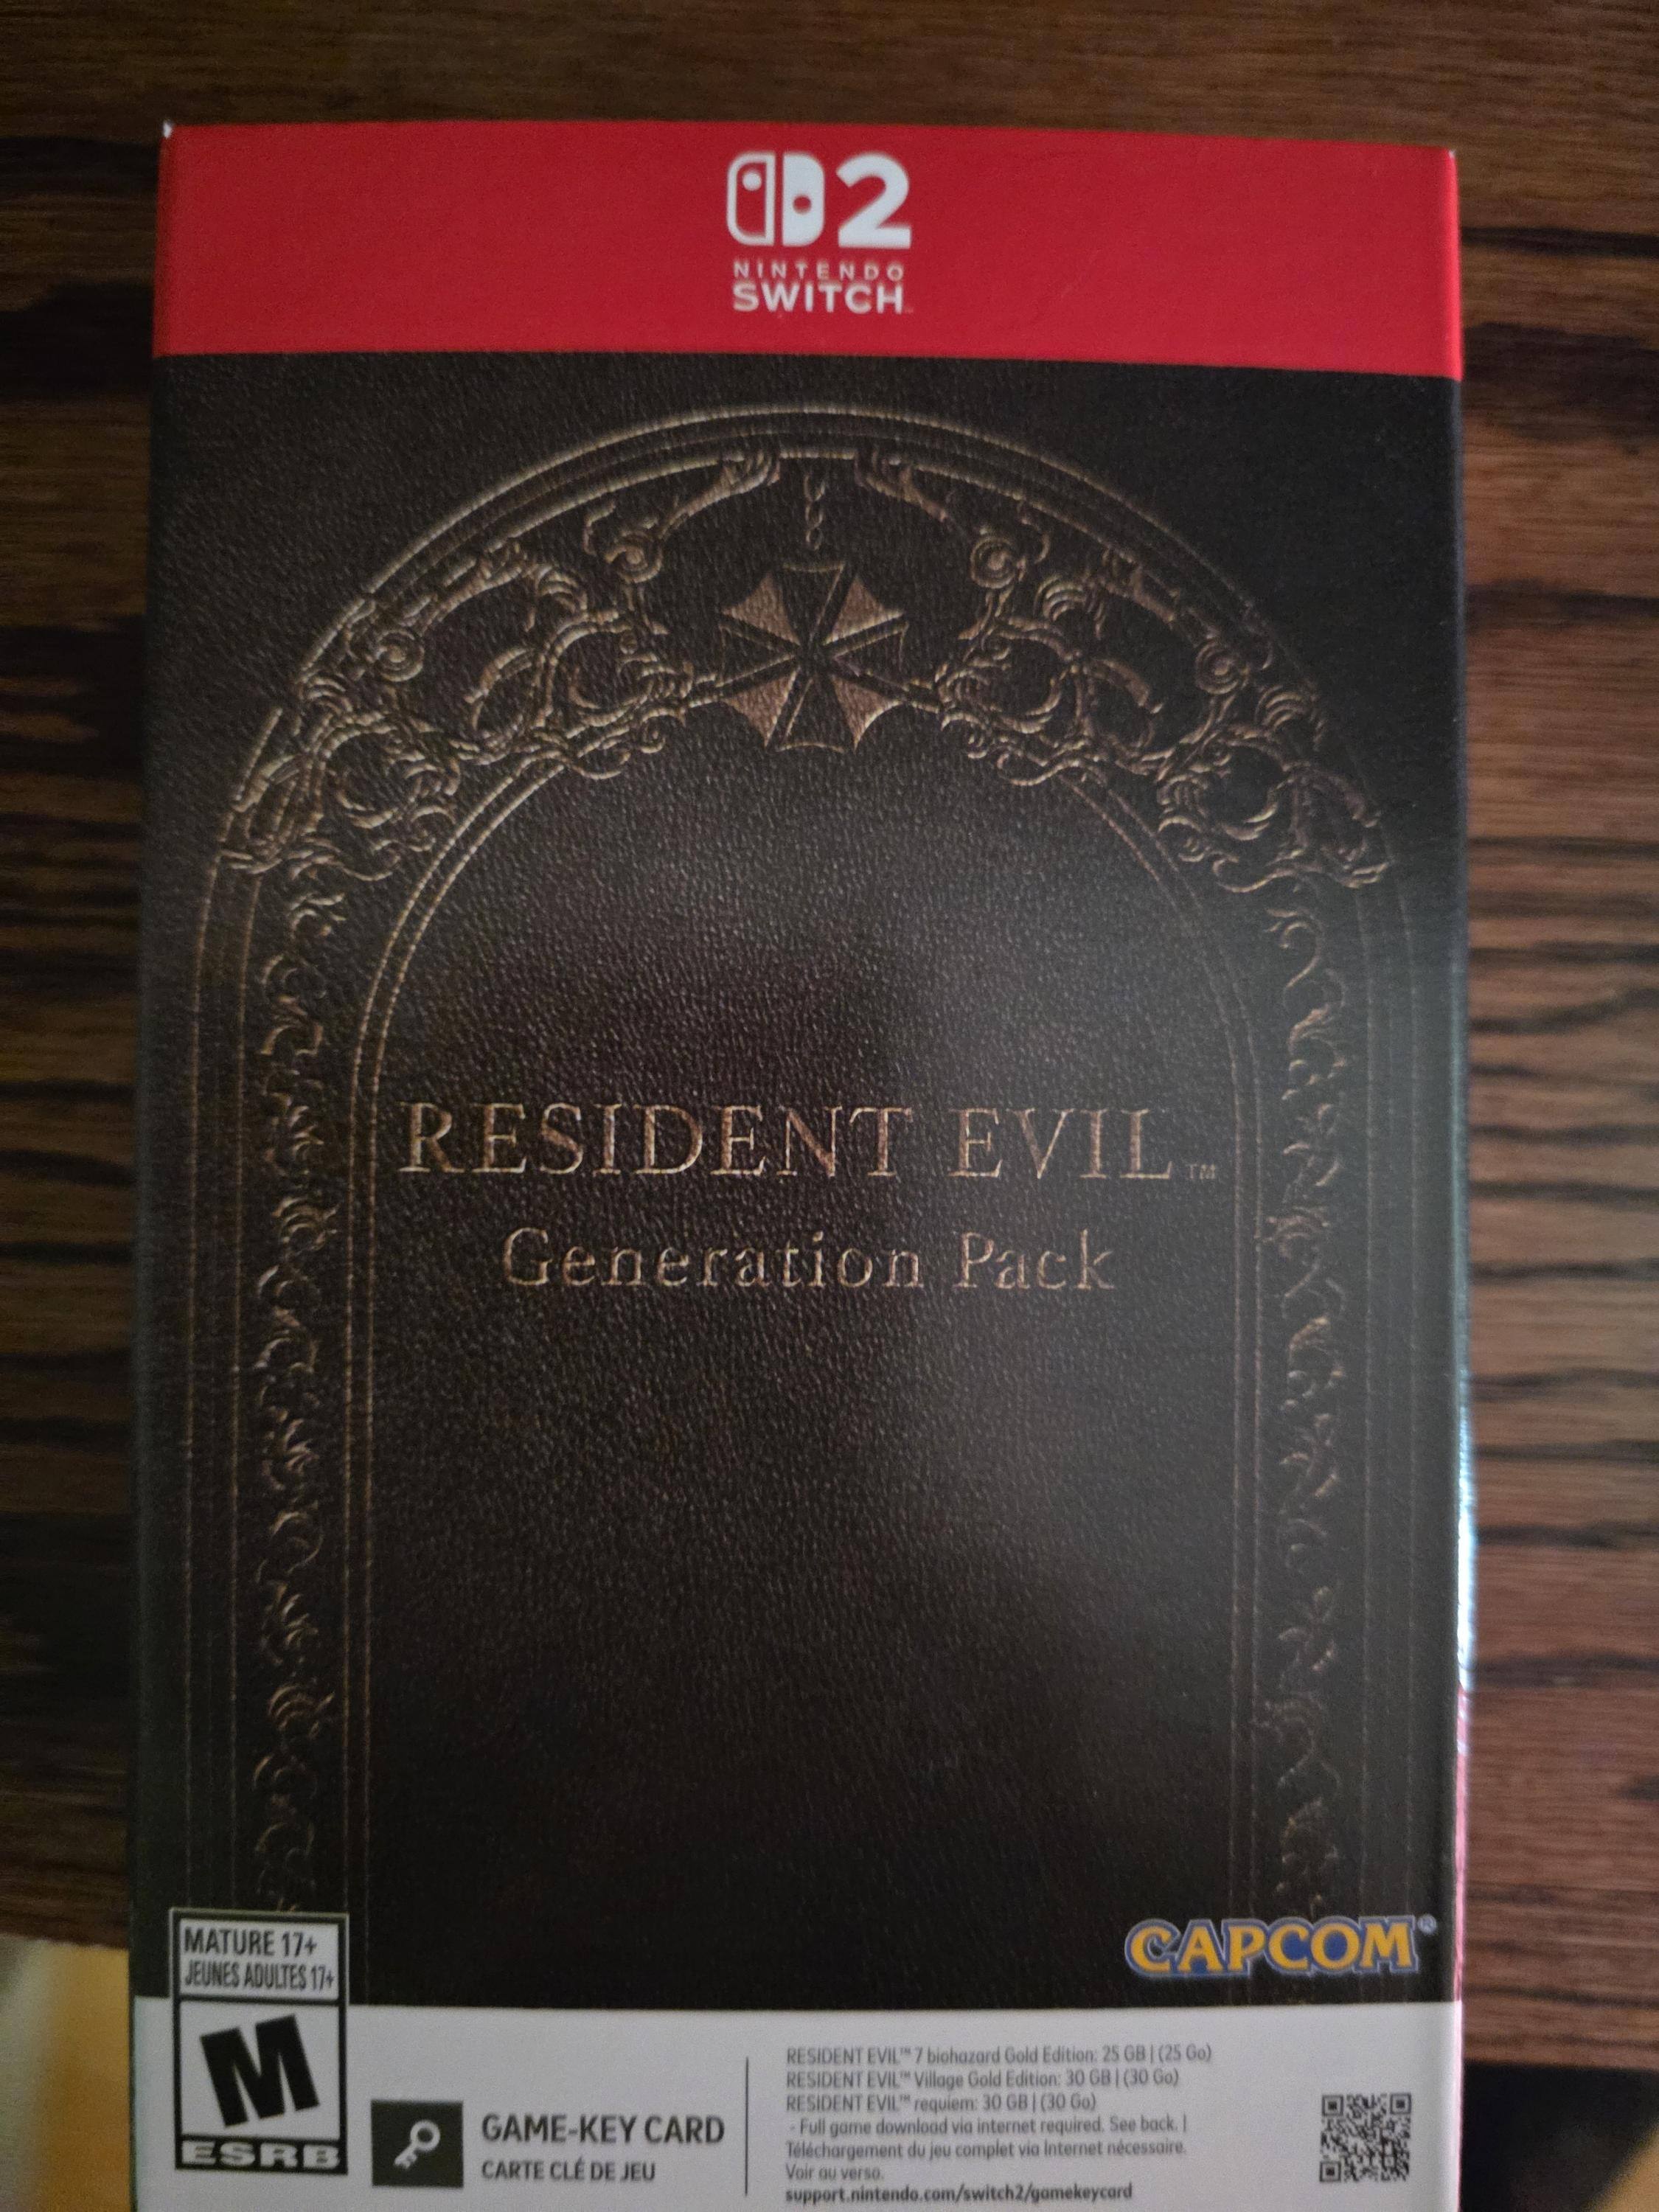 2
NINTENDO
SWITCH™
RESIDENT EVIL™
Generation Pack
CAPCOM®
MATURE 17+
JEUNES ADULTES 17+
M
ESRB
GAME-KEY CARD
CARTE CLÉ DE JEU
RESIDENT EVIL™ 7 biohazard Gold Edition: 25 GB | (25 Go)
RESIDENT EVIL™ Village Gold Edition: 30 GB | (30 Go)
RESIDENT EVIL™ requiem: 30 GB | (30 Go)
- Full game download via internet required. See back. |
Téléchargement du jeu complet via Internet nécessaire.
Voir au verso.
support.nintendo.com/switch2/gamekeycard